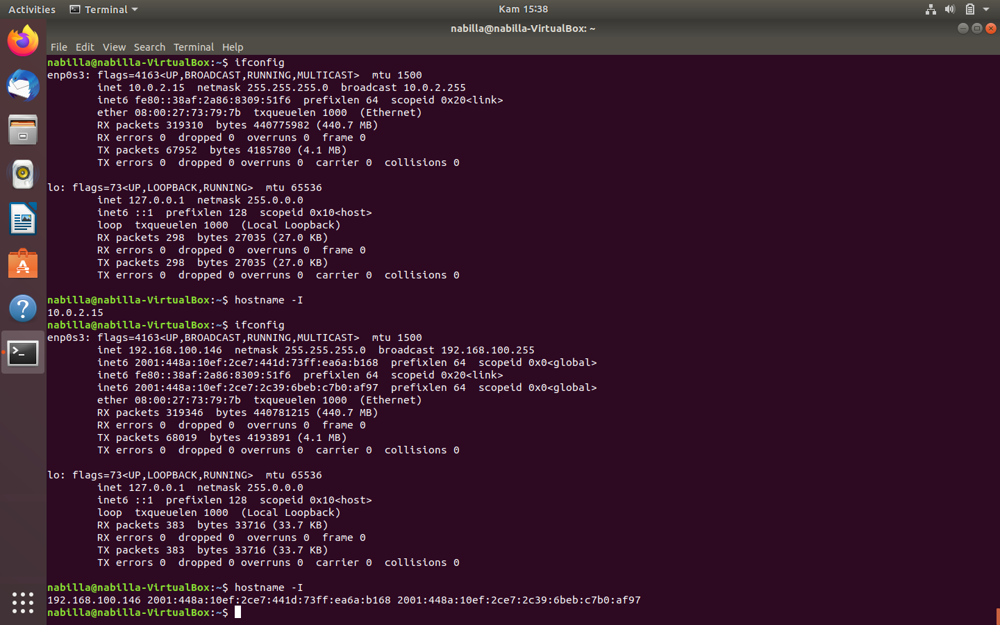 Activities Terminal Kam 15:38
nabilla@nabilla-VirtualBox: ~
File Edit View Search Terminal Help
nabilla@nabilla-VirtualBox:~$ ifconfig
enp0s3: flags=4163<UP,BROADCAST,RUNNING,MULTICAST>  mtu 1500
        inet 10.0.2.15  netmask 255.255.255.0  broadcast 10.0.2.255
        inet6 fe80::38af:2a86:8309:51f6  prefixlen 64  scopeid 0x20<link>
        ether 08:00:27:73:79:7b  txqueuelen 1000  (Ethernet)
        RX packets 319310  bytes 440775982 (440.7 MB)
        RX errors 0  dropped 0  overruns 0  frame 0
        TX packets 67952  bytes 4185780 (4.1 MB)
        TX errors 0  dropped 0 overruns 0  carrier 0  collisions 0

lo: flags=73<UP,LOOPBACK,RUNNING>  mtu 65536
        inet 127.0.0.1  netmask 255.0.0.0
        inet6 ::1  prefixlen 128  scopeid 0x10<host>
        loop  txqueuelen 1000  (Local Loopback)
        RX packets 298  bytes 27035 (27.0 KB)
        RX errors 0  dropped 0  overruns 0  frame 0
        TX packets 298  bytes 27035 (27.0 KB)
        TX errors 0  dropped 0 overruns 0  carrier 0  collisions 0

nabilla@nabilla-VirtualBox:~$ hostname -I
10.0.2.15
nabilla@nabilla-VirtualBox:~$ ifconfig
enp0s3: flags=4163<UP,BROADCAST,RUNNING,MULTICAST>  mtu 1500
        inet 192.168.100.146  netmask 255.255.255.0  broadcast 192.168.100.255
        inet6 2001:448a:10ef:2ce7:441d:73ff:ea6a:b168  prefixlen 64  scopeid 0x0<global>
        inet6 fe80::38af:2a86:8309:51f6  prefixlen 64  scopeid 0x20<link>
        inet6 2001:448a:10ef:2ce7:2c39:6beb:c7b0:af97  prefixlen 64  scopeid 0x0<global>
        ether 08:00:27:73:79:7b  txqueuelen 1000  (Ethernet)
        RX packets 319346  bytes 440781215 (440.7 MB)
        RX errors 0  dropped 0  overruns 0  frame 0
        TX packets 68019  bytes 4193891 (4.1 MB)
        TX errors 0  dropped 0 overruns 0  carrier 0  collisions 0

lo: flags=73<UP,LOOPBACK,RUNNING>  mtu 65536
        inet 127.0.0.1  netmask 255.0.0.0
        inet6 ::1  prefixlen 128  scopeid 0x10<host>
        loop  txqueuelen 1000  (Local Loopback)
        RX packets 383  bytes 33716 (33.7 KB)
        RX errors 0  dropped 0  overruns 0  frame 0
        TX packets 383  bytes 33716 (33.7 KB)
        TX errors 0  dropped 0 overruns 0  carrier 0  collisions 0

nabilla@nabilla-VirtualBox:~$ hostname -I
192.168.100.146 2001:448a:10ef:2ce7:441d:73ff:ea6a:b168 2001:448a:10ef:2ce7:2c39:6beb:c7b0:af97
nabilla@nabilla-VirtualBox:~$